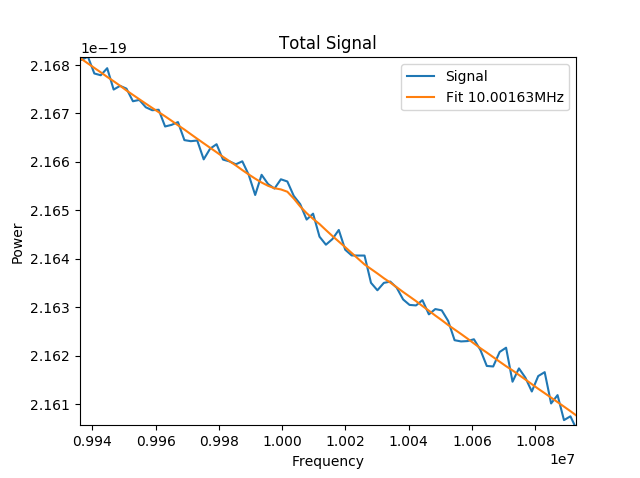 Total Signal
1e−19
Signal
Fit 10.00163MHz
2.168
2.167
2.166
2.165
2.164
2.163
2.162
2.161
Power
0.994 0.996 0.998 1.000 1.002 1.004 1.006 1.008
Frequency
1e7